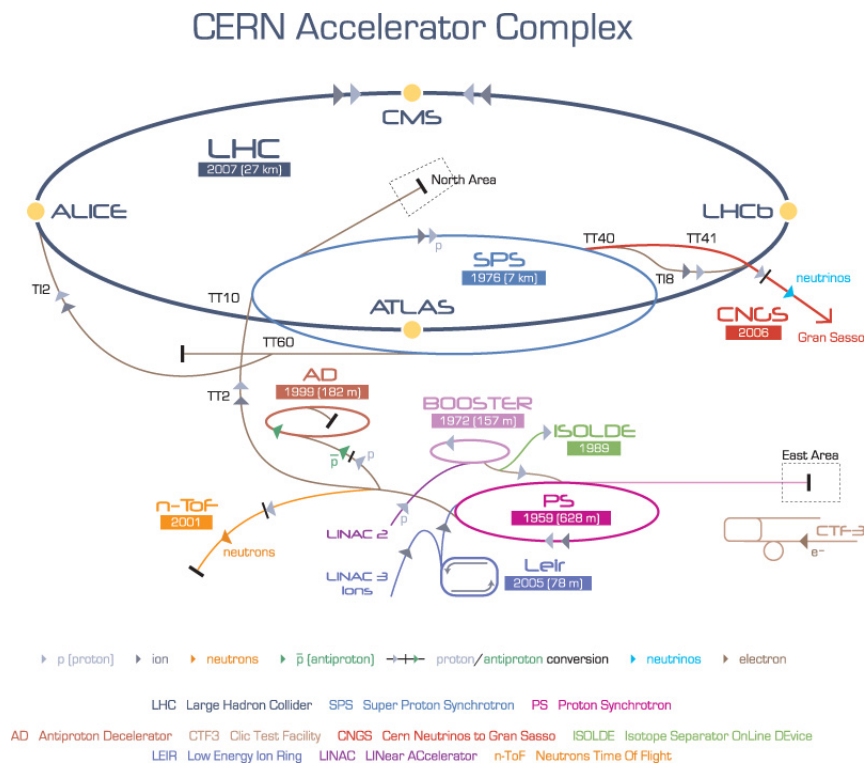 CERN Accelerator Complex
CMS
LHC
2007 (27 km)
North Area
ALICE
LHCb
TT40
TT41
SPS
1976 (7 km)
TI8
neutrinos
TI2
TT10
ATLAS
CNGS
2006
Gran Sasso
TT60
AD
1999 (182 m)
TT2
BOOSTER
1972 (157 m)
ISOLDE
1989
p
p̅
p
East Area
n-ToF
2001
LINAC 2
p
PS
1959 (628 m)
neutrons
CTF-3
e-
LINAC 3
Ions
Leir
2005 (78 m)
p (proton) ion neutrons p̅ (antiproton) proton/antiproton conversion neutrinos electron
LHC Large Hadron Collider SPS Super Proton Synchrotron PS Proton Synchrotron
AD Antiproton Decelerator CTF3 Clic Test Facility CNGS Cern Neutrinos to Gran Sasso ISOLDE Isotope Separator OnLine DEvice
LEIR Low Energy Ion Ring LINAC LINear ACcelerator n-ToF Neutrons Time Of Flight